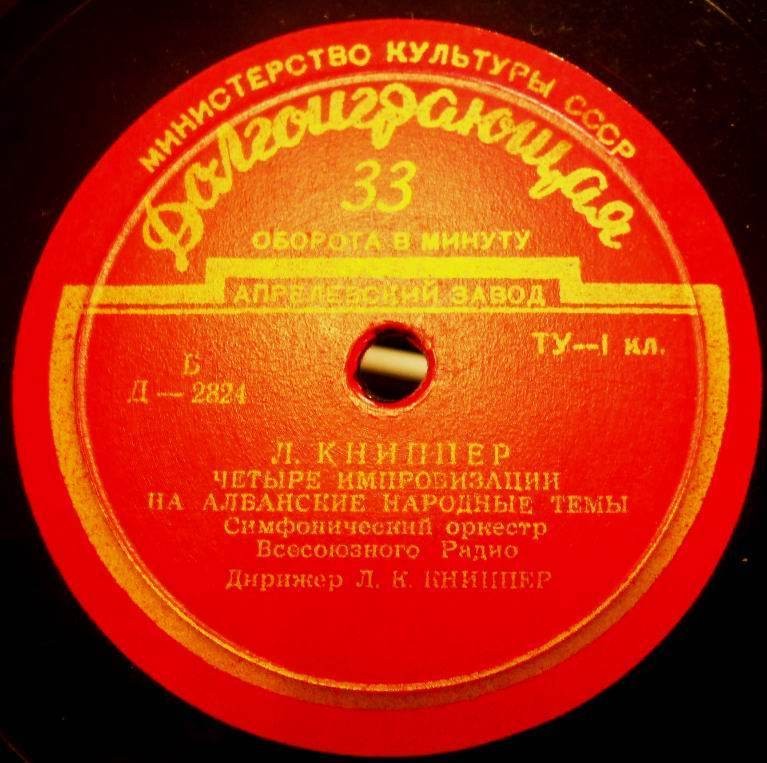 МИНИСТЕРСТВО КУЛЬТУРЫ СССР
Долгоиграющая
33
ОБОРОТА В МИНУТУ
АПРЕЛЕВСКИЙ ЗАВОД
ТУ—1 кл.
Б
Д — 2824
Л. КНИППЕР
ЧЕТЫРЕ ИМПРОВИЗАЦИИ
НА АЛБАНСКИЕ НАРОДНЫЕ ТЕМЫ
Симфонический оркестр
Всесоюзного Радио
Дирижер Л. К. КНИППЕР